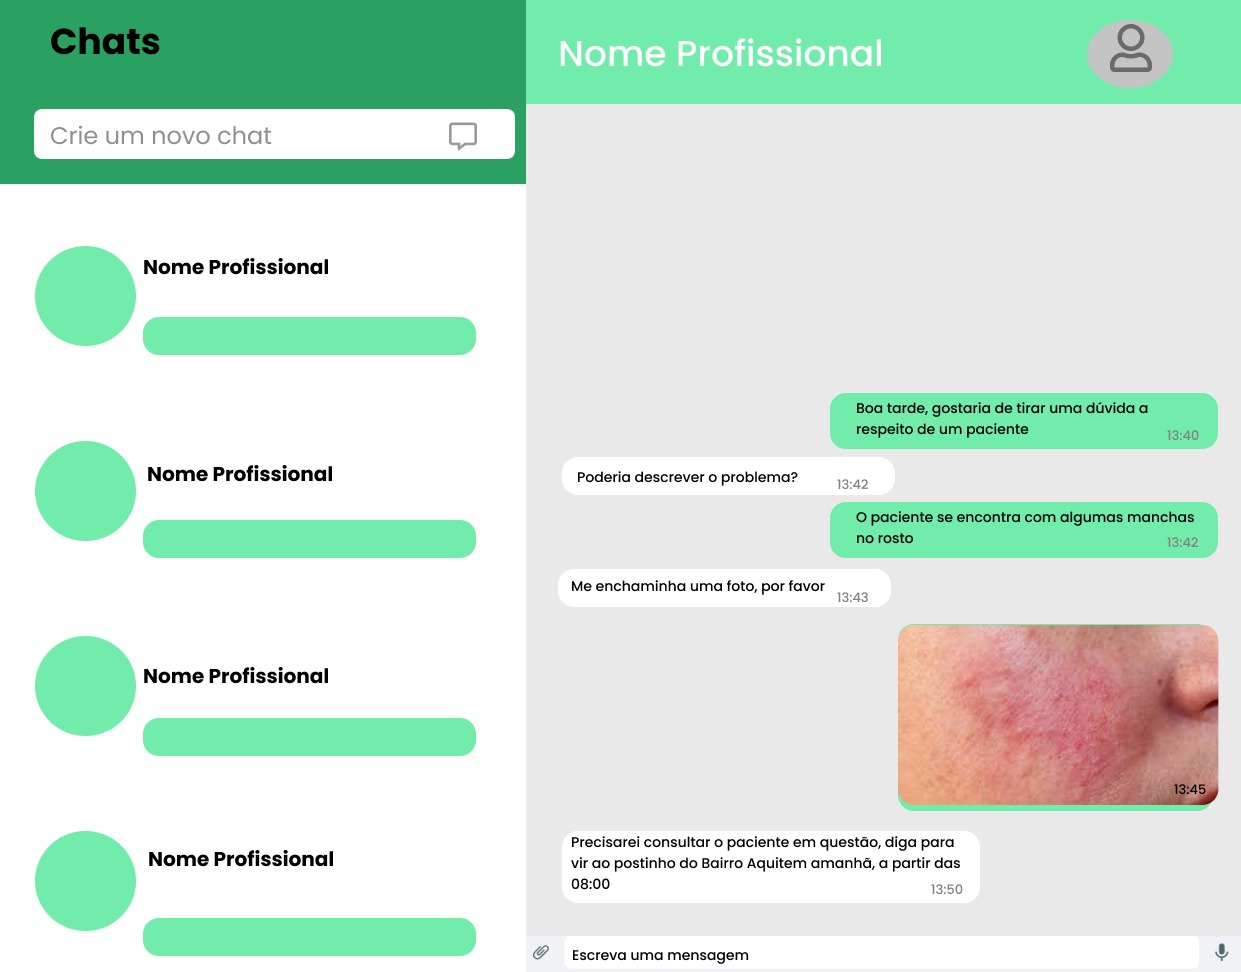 Chats
Crie um novo chat
Nome Profissional
Nome Profissional
Nome Profissional
Nome Profissional
Nome Profissional
Boa tarde, gostaria de tirar uma dúvida a
respeito de um paciente
13:40
Poderia descrever o problema?
13:42
O paciente se encontra com algumas manchas
no rosto
13:42
Me enchaminha uma foto, por favor
13:43
13:45
Precisarei consultar o paciente em questão, diga para
vir ao postinho do Bairro Aquitem amanhã, a partir das
08:00
13:50
Escreva uma mensagem